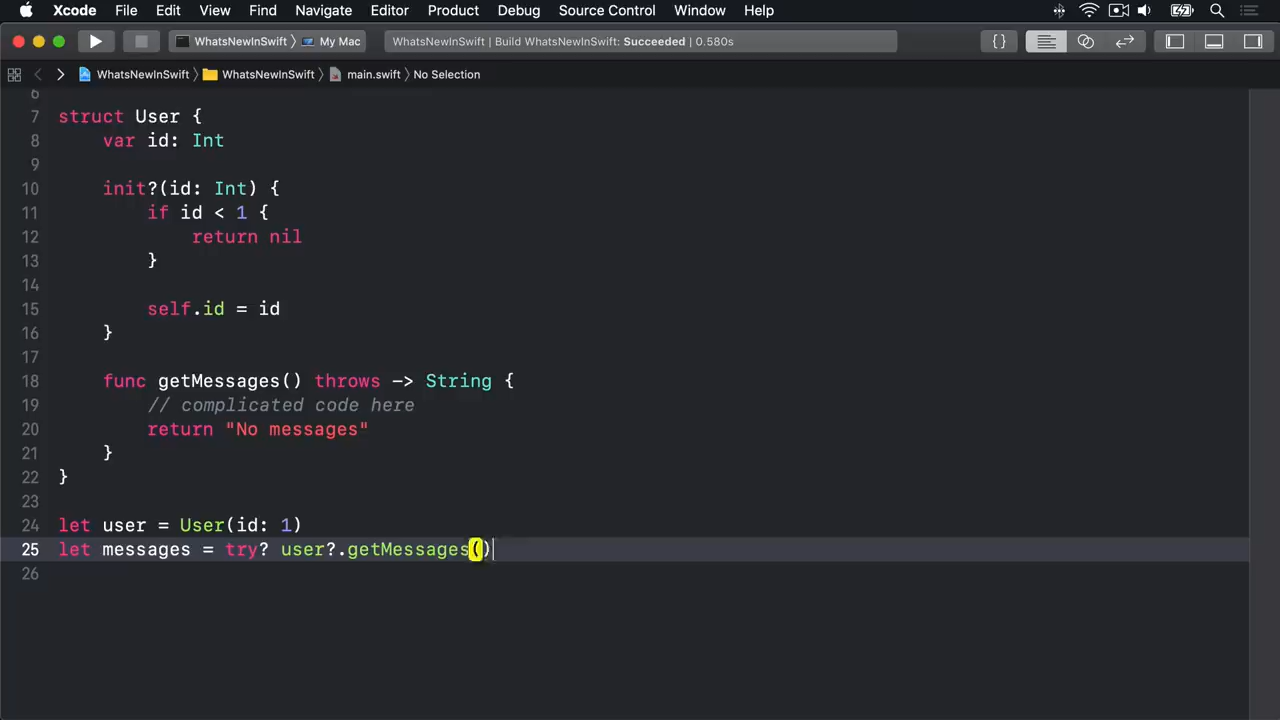 Xcode File Edit View Find Navigate Editor Product Debug Source Control Window Help
WhatsNewInSwift 〉 My Mac WhatsNewInSwift | Build WhatsNewInSwift: Succeeded | 0.580s {}
WhatsNewInSwift 〉 WhatsNewInSwift 〉 main.swift 〉 No Selection
6
7 struct User {
8     var id: Int
9
10     init?(id: Int) {
11         if id < 1 {
12             return nil
13         }
14
15         self.id = id
16     }
17
18     func getMessages() throws -> String {
19         // complicated code here
20         return "No messages"
21     }
22 }
23
24 let user = User(id: 1)
25 let messages = try? user?.getMessages()
26